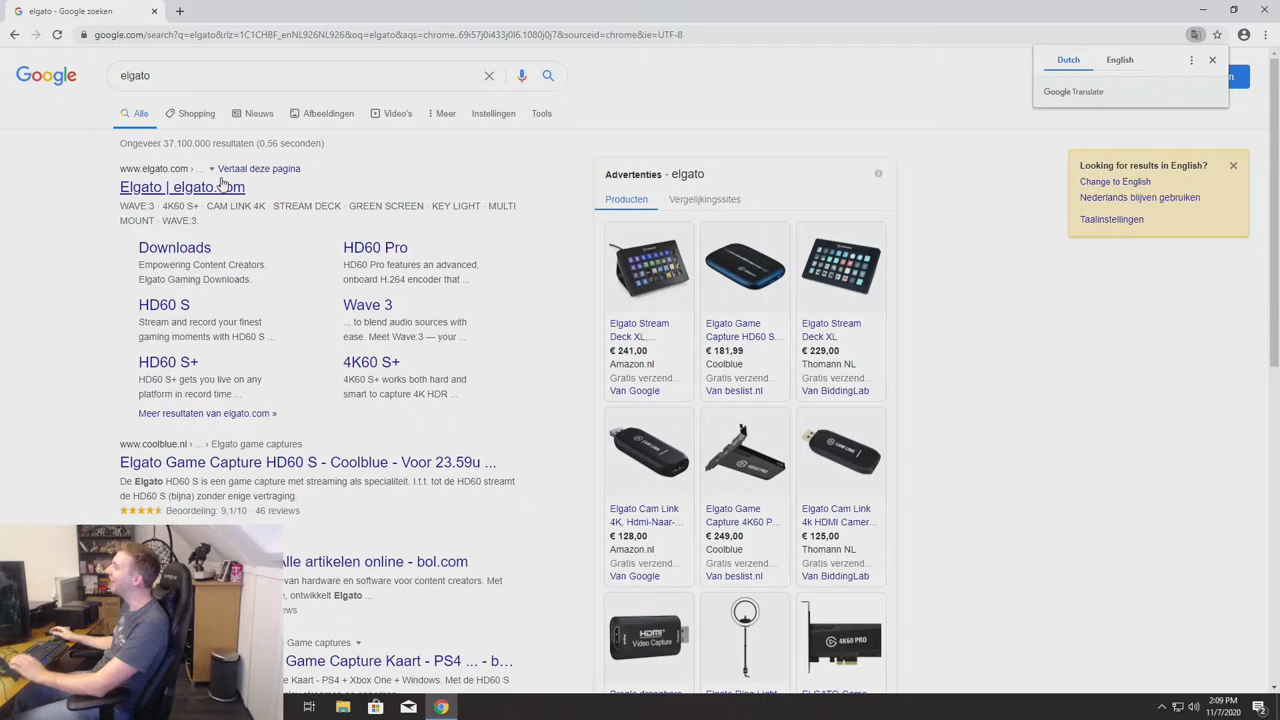 elgato - Google zoeken
google.com/search?q=elgato&rlz=1C1CHBF_enNL926NL926&oq=elgato&aqs=chrome..69i57j0i433j0l6.1080j0j7&sourceid=chrome&ie=UTF-8
Dutch
English
Google Translate
Google
elgato
Alle
Shopping
Nieuws
Afbeeldingen
Video's
Meer
Instellingen
Tools
Ongeveer 37.100.000 resultaten (0,56 seconden)
www.elgato.com › ...
Vertaal deze pagina
Elgato | elgato.com
WAVE:3 · 4K60 S+ · CAM LINK 4K · STREAM DECK · GREEN SCREEN · KEY LIGHT · MULTI
MOUNT · WAVE:3.
Downloads
Empowering Content Creators.
Elgato Gaming Downloads.
HD60 Pro
HD60 Pro features an advanced,
onboard H.264 encoder that ...
HD60 S
Stream and record your finest
gaming moments with HD60 S ...
Wave 3
... to blend audio sources with
ease. Meet Wave:3 — your ...
HD60 S+
HD60 S+ gets you live on any
platform in record time ...
4K60 S+
4K60 S+ works both hard and
smart to capture 4K HDR ...
Meer resultaten van elgato.com »
www.coolblue.nl › ... › Elgato game captures
Elgato Game Capture HD60 S - Coolblue - Voor 23.59u ...
De Elgato HD60 S is een game capture met streaming als specialiteit. I.t.t. tot de HD60 streamt
de HD60 S (bijna) zonder enige vertraging.
Beoordeling: 9,1/10 · 46 reviews
Alle artikelen online - bol.com
van hardware en software voor content creators. Met
, ontwikkelt Elgato ...
Game captures
Game Capture Kaart - PS4 ... - b...
- PS4 + Xbox One + Windows. Met de HD60 S
Advertenties · elgato
Producten
Vergelijkingssites
Elgato Stream
Deck XL,...
€ 241,00
Amazon.nl
Gratis verzend...
Van Google
Elgato Game
Capture HD60 S...
€ 181,99
Coolblue
Gratis verzend...
Van beslist.nl
Elgato Stream
Deck XL
€ 229,00
Thomann NL
Gratis verzend...
Van BiddingLab
Elgato Cam Link
4K, Hdmi-Naar-...
€ 128,00
Amazon.nl
Gratis verzend...
Van Google
Elgato Game
Capture 4K60 P...
€ 249,00
Coolblue
Gratis verzend...
Van beslist.nl
CAM LINK
Elgato Cam Link
4k HDMI Camer...
€ 125,00
Thomann NL
Gratis verzend...
Van BiddingLab
HDMI
Video Capture
4K60 PRO
Elgato Ring Light
ELGATO Game
Looking for results in English?
Change to English
Nederlands blijven gebruiken
Taalinstellingen
2:09 PM
11/7/2020
2